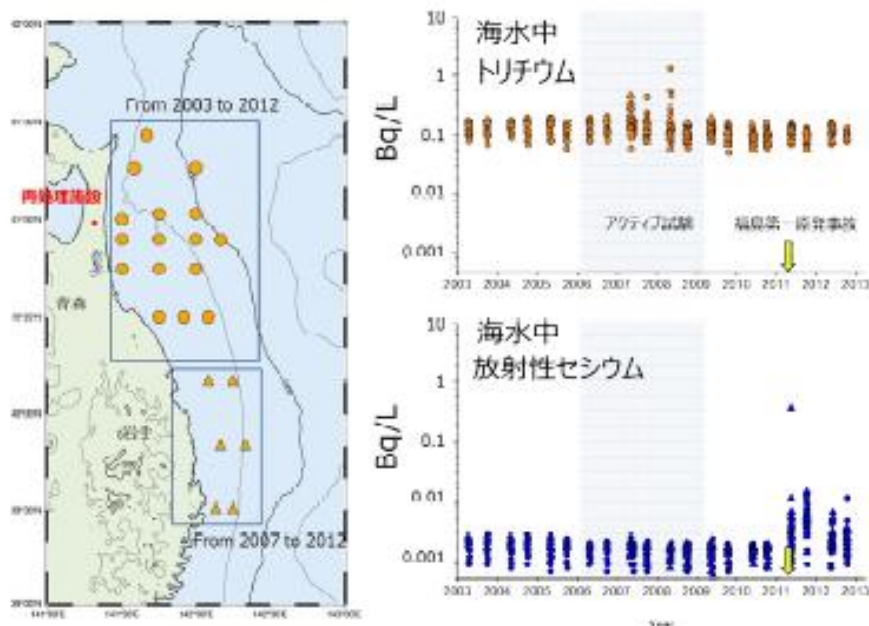 From 2003 to 2012
再処理施設
青森
岩手
From 2007 to 2012
海水中
トリチウム
Bq/L
10
1
0.1
0.01
0.001
アクティブ試験
福島第一原発事故
2003 2004 2005 2006 2007 2008 2009 2010 2011 2012 2013
海水中
放射性セシウム
Bq/L
10
1
0.1
0.01
0.001
2003 2004 2005 2006 2007 2008 2009 2010 2011 2012 2013